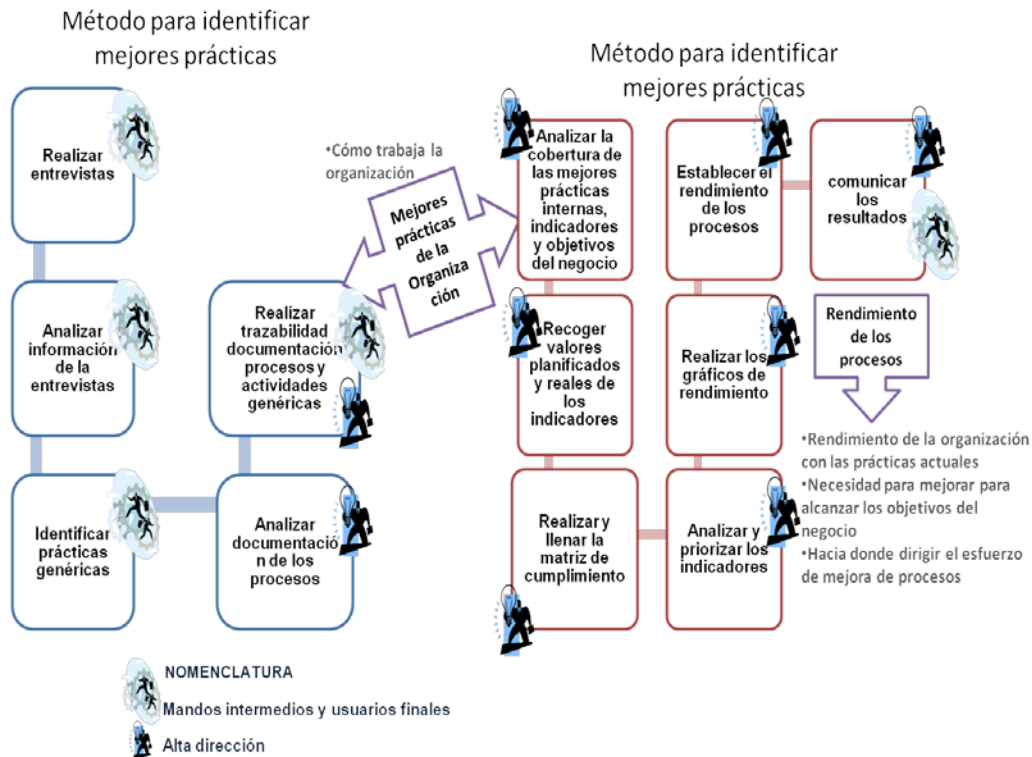 Método para identificar
mejores prácticas
Realizar
entrevistas
Analizar
información
de la
entrevistas
Identificar
prácticas
genéricas
Analizar
documentació
n de los
procesos
Realizar
trazabilidad
documentación
procesos y
actividades
genéricas
•Cómo trabaja la
organización
Mejores
prácticas
de la
Organiza
ción
Método para identificar
mejores prácticas
Analizar la
cobertura de
las mejores
prácticas
internas,
indicadores
y objetivos
del negocio
Recoger
valores
planificados
y reales de
los
indicadores
Realizar y
llenar la
matriz de
cumplimiento
Analizar y
priorizar los
indicadores
Realizar los
gráficos de
rendimiento
Establecer el
rendimiento
de los
procesos
comunicar
los
resultados
Rendimiento
de los
procesos
•Rendimiento de la organización
con las prácticas actuales
•Necesidad para mejorar para
alcanzar los objetivos del
negocio
•Hacia donde dirigir el esfuerzo
de mejora de procesos
NOMENCLATURA
Mandos intermedios y usuarios finales
Alta dirección